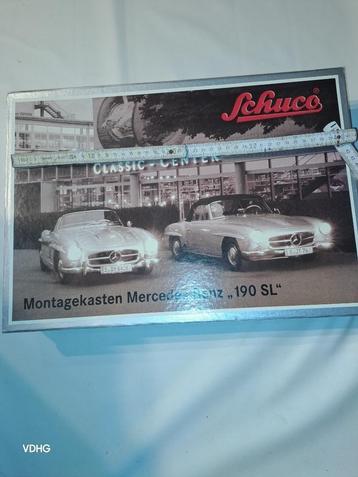 Schuco
CLASSIC-CENTER
Montagekasten Mercedes-Benz „190 SL“
VDHG